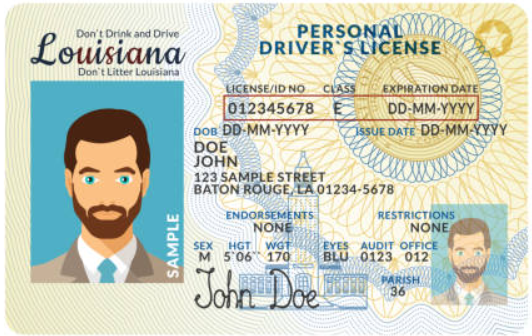 Don't Drink and Drive
Louisiana
Don't Litter Louisiana
PERSONAL
DRIVER`S LICENSE
LICENSE/ID NO CLASS EXPIRATION DATE
012345678 E DD-MM-YYYY
DOB DD-MM-YYYY ISSUE DATE DD-MM-YYYY
DOE
JOHN
123 SAMPLE STREET
BATON ROUGE, LA 01234-5678
ENDORSEMENTS RESTRICTIONS
NONE NONE
SEX HGT WGT EYES AUDIT OFFICE
M 5`06`` 170 BLU 0123 012
PARISH
36
John Doe
SAMPLE